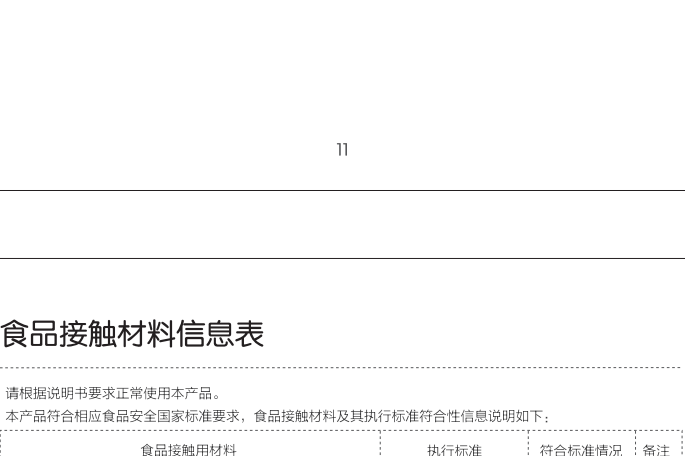 11
食品接触材料信息表
请根据说明书要求正常使用本产品。
本产品符合相应食品安全国家标准要求，食品接触材料及其执行标准符合性信息说明如下：
食品接触用材料 执行标准 符合标准情况 备注